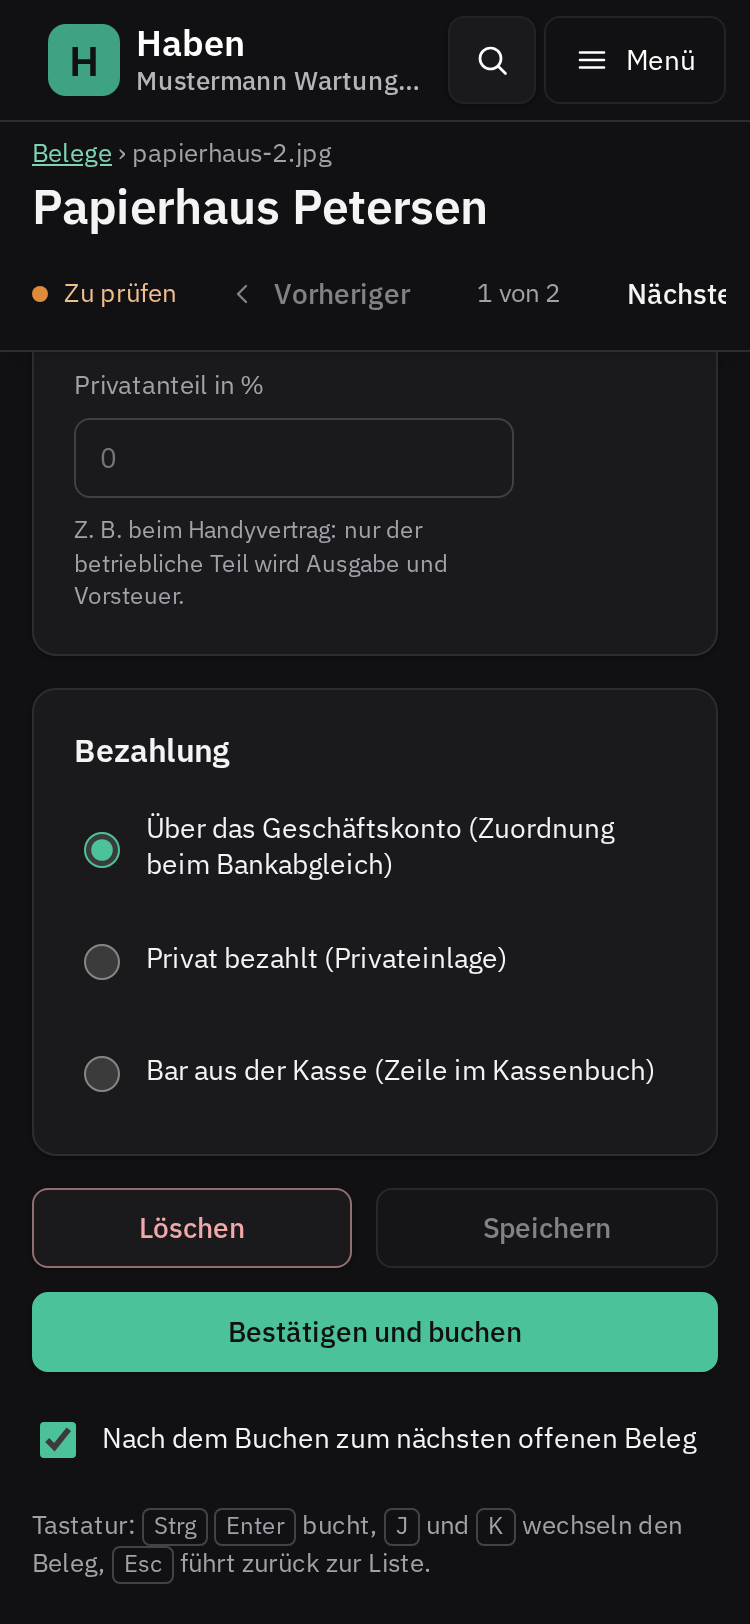 H
Haben
Mustermann Wartung...
Menü
Belege › papierhaus-2.jpg
Papierhaus Petersen
Zu prüfen
Vorheriger
1 von 2
Nächste
Privatanteil in %
0
Z. B. beim Handyvertrag: nur der
betriebliche Teil wird Ausgabe und
Vorsteuer.
Bezahlung
Über das Geschäftskonto (Zuordnung
beim Bankabgleich)
Privat bezahlt (Privateinlage)
Bar aus der Kasse (Zeile im Kassenbuch)
Löschen
Speichern
Bestätigen und buchen
Nach dem Buchen zum nächsten offenen Beleg
Tastatur: Strg Enter bucht, J und K wechseln den
Beleg, Esc führt zurück zur Liste.